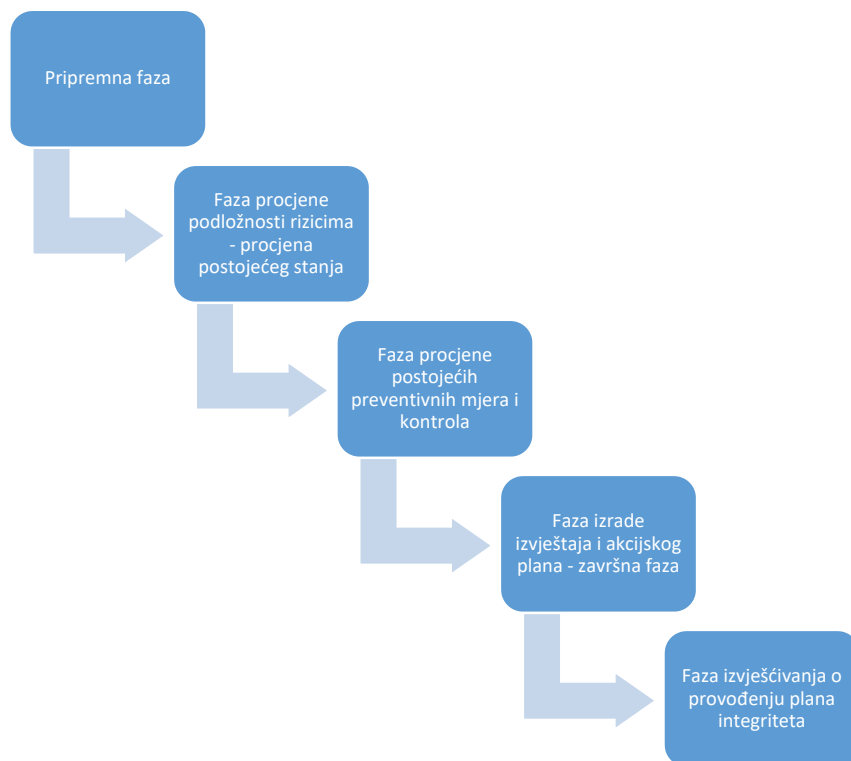 Pripremna faza
Faza procjene
podložnosti rizicima
- procjena
postojećeg stanja
Faza procjene
postojećih
preventivnih mjera i
kontrola
Faza izrade
izvještaja i akcijskog
plana - završna faza
Faza izvješćivanja o
provođenju plana
integriteta